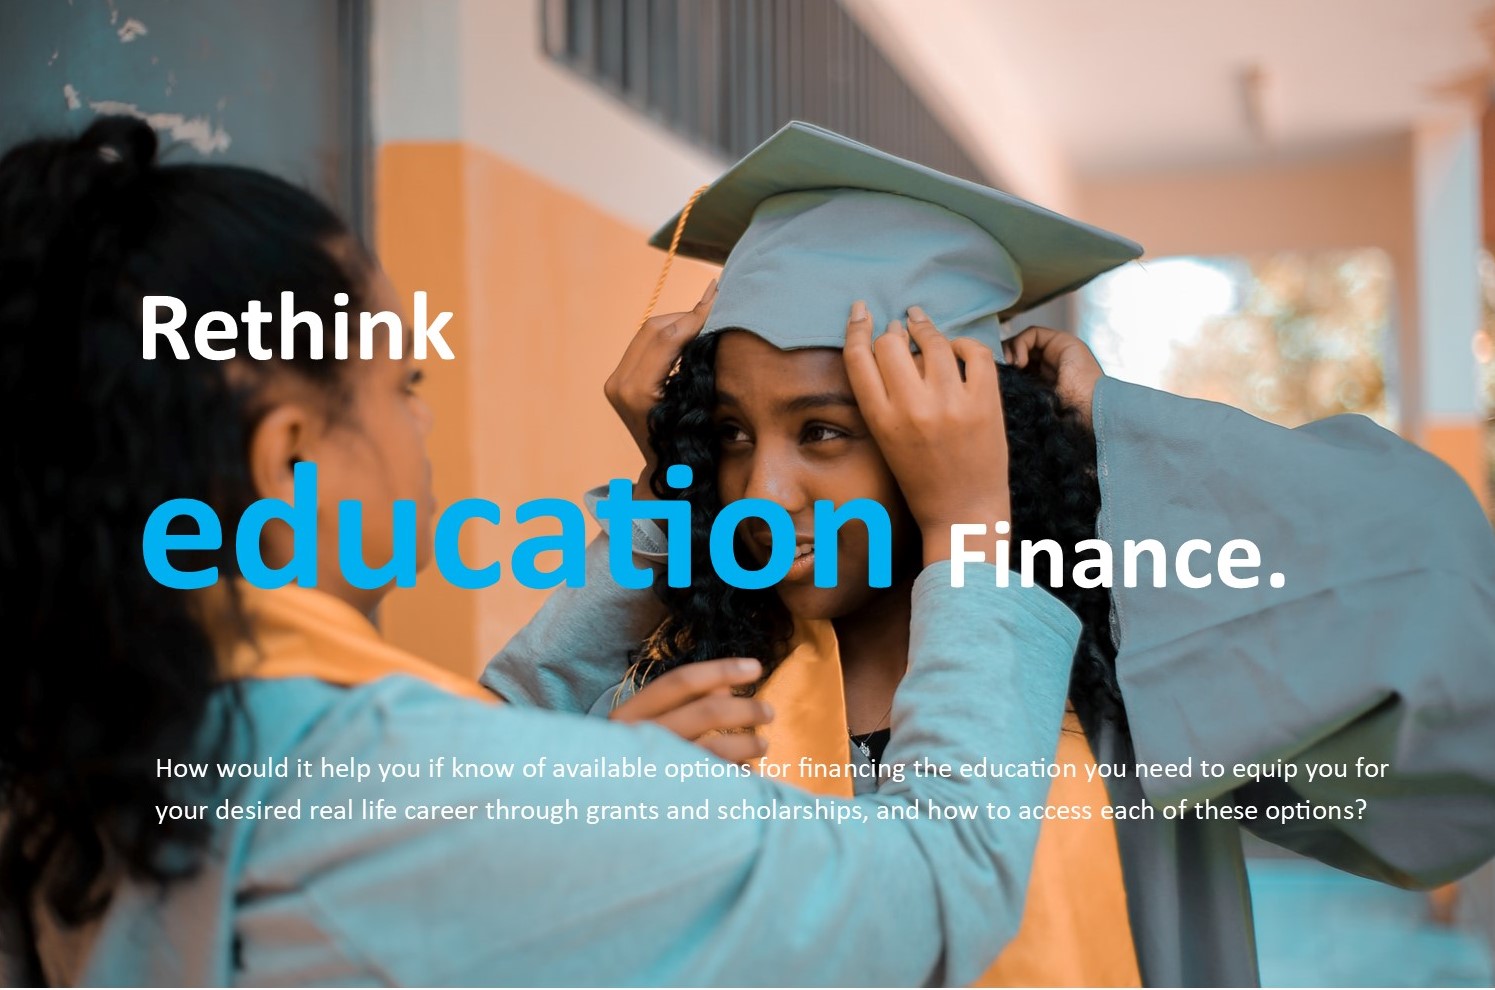 Rethink
education Finance.
How would it help you if know of available options for financing the education you need to equip you for
your desired real life career through grants and scholarships, and how to access each of these options?